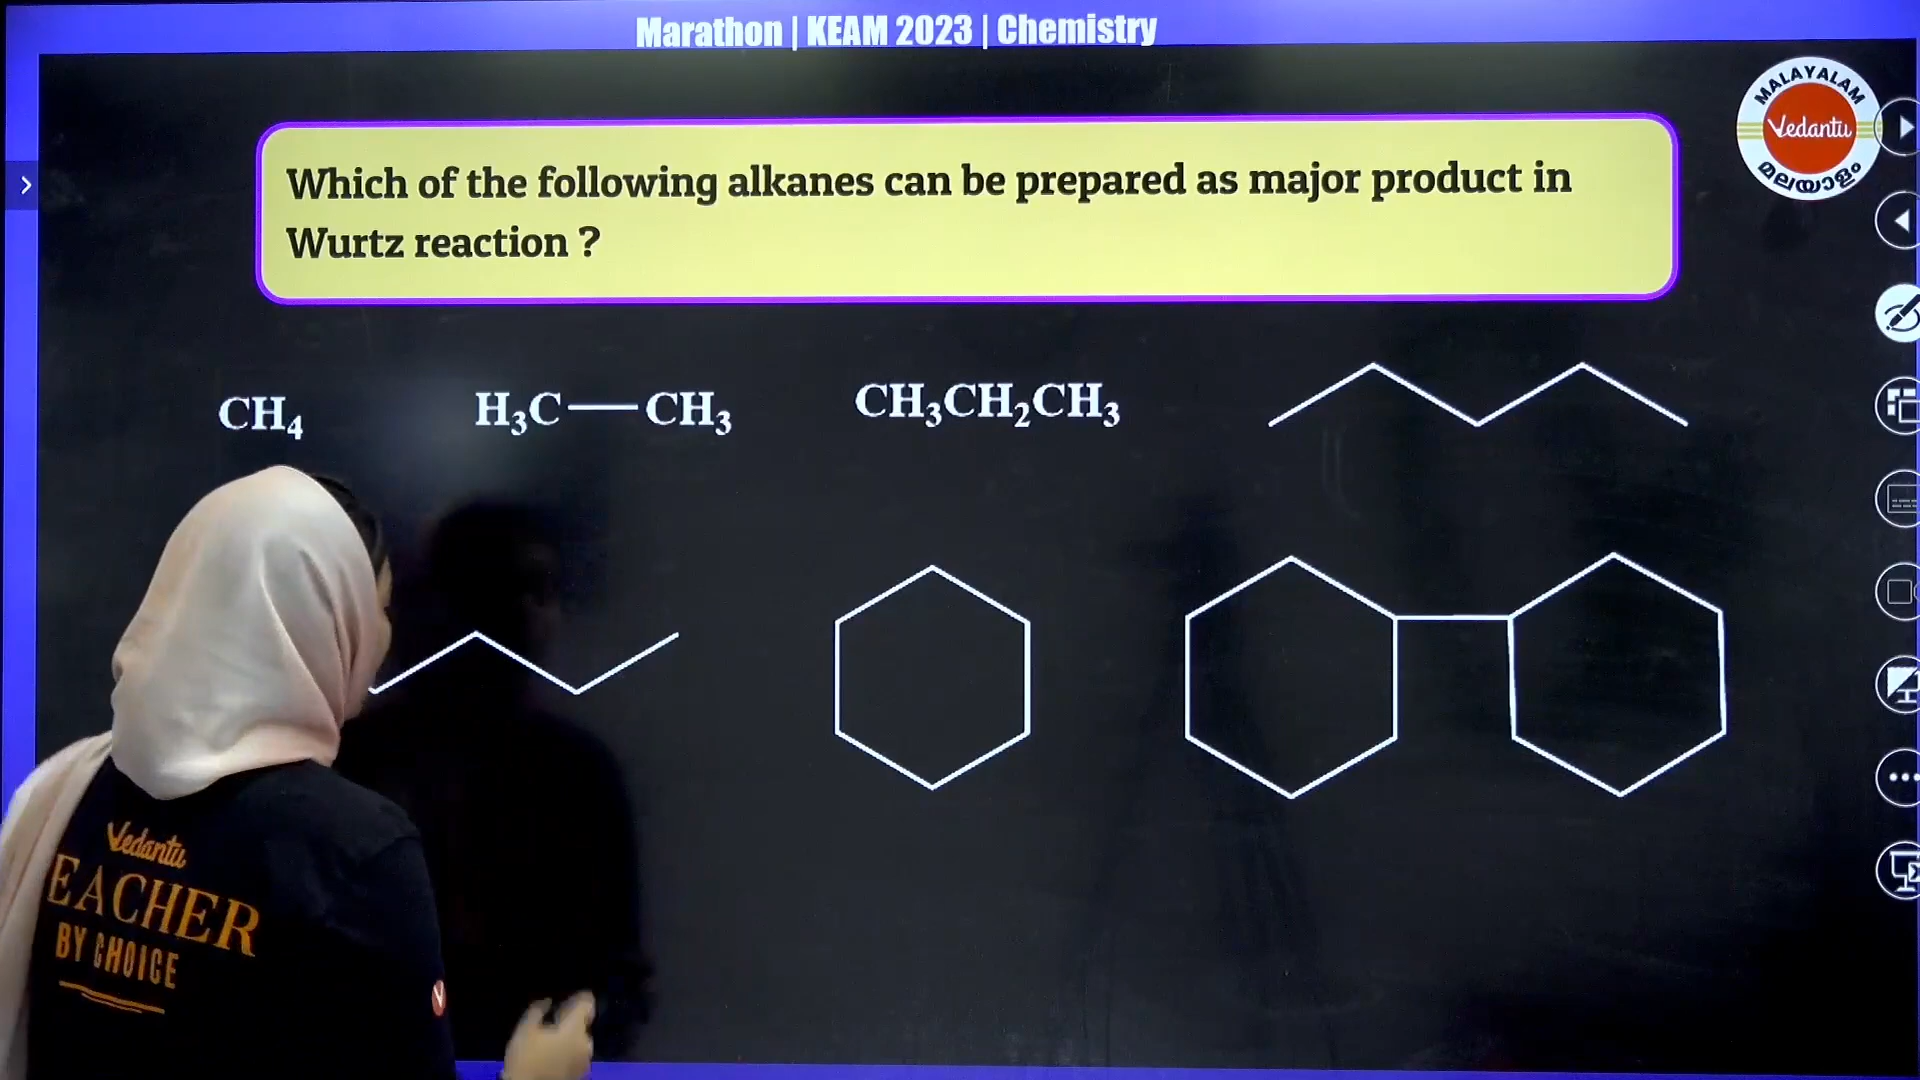 Marathon | KEAM 2023 | Chemistry
MALAYALAM
Vedantu
മലയാളം
Which of the following alkanes can be prepared as major product in
Wurtz reaction ?
CH₄
H₃C—CH₃
CH₃CH₂CH₃
Vedantu
EACHER
BY CHOICE
V